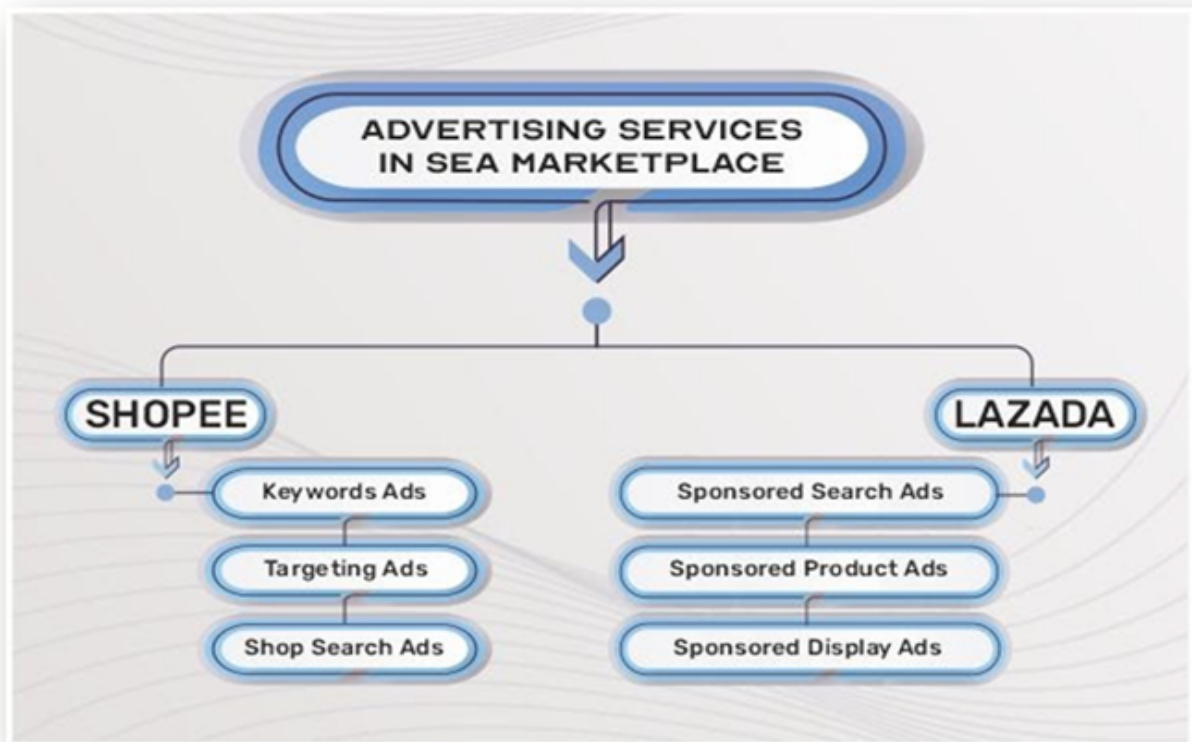 ADVERTISING SERVICES
IN SEA MARKETPLACE
SHOPEE
Keywords Ads
Targeting Ads
Shop Search Ads
LAZADA
Sponsored Search Ads
Sponsored Product Ads
Sponsored Display Ads